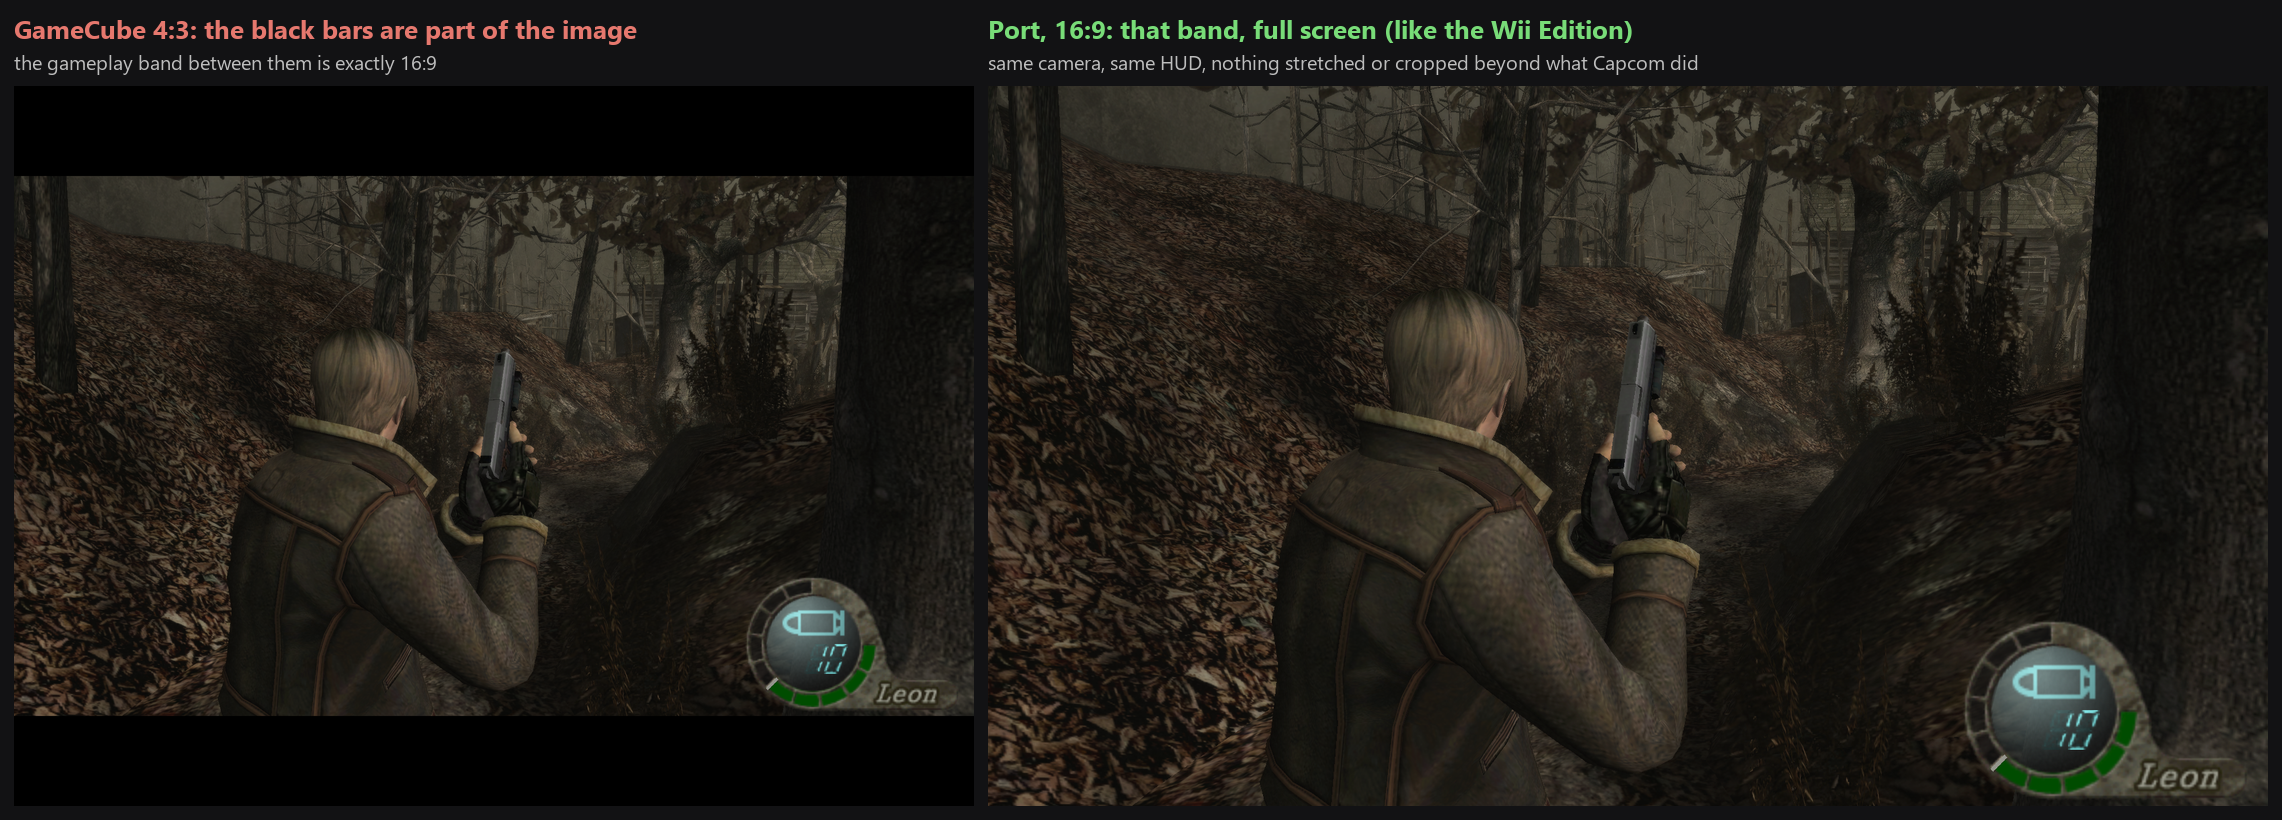 GameCube 4:3: the black bars are part of the image
the gameplay band between them is exactly 16:9
Port, 16:9: that band, full screen (like the Wii Edition)
same camera, same HUD, nothing stretched or cropped beyond what Capcom did
10
Leon
10
Leon